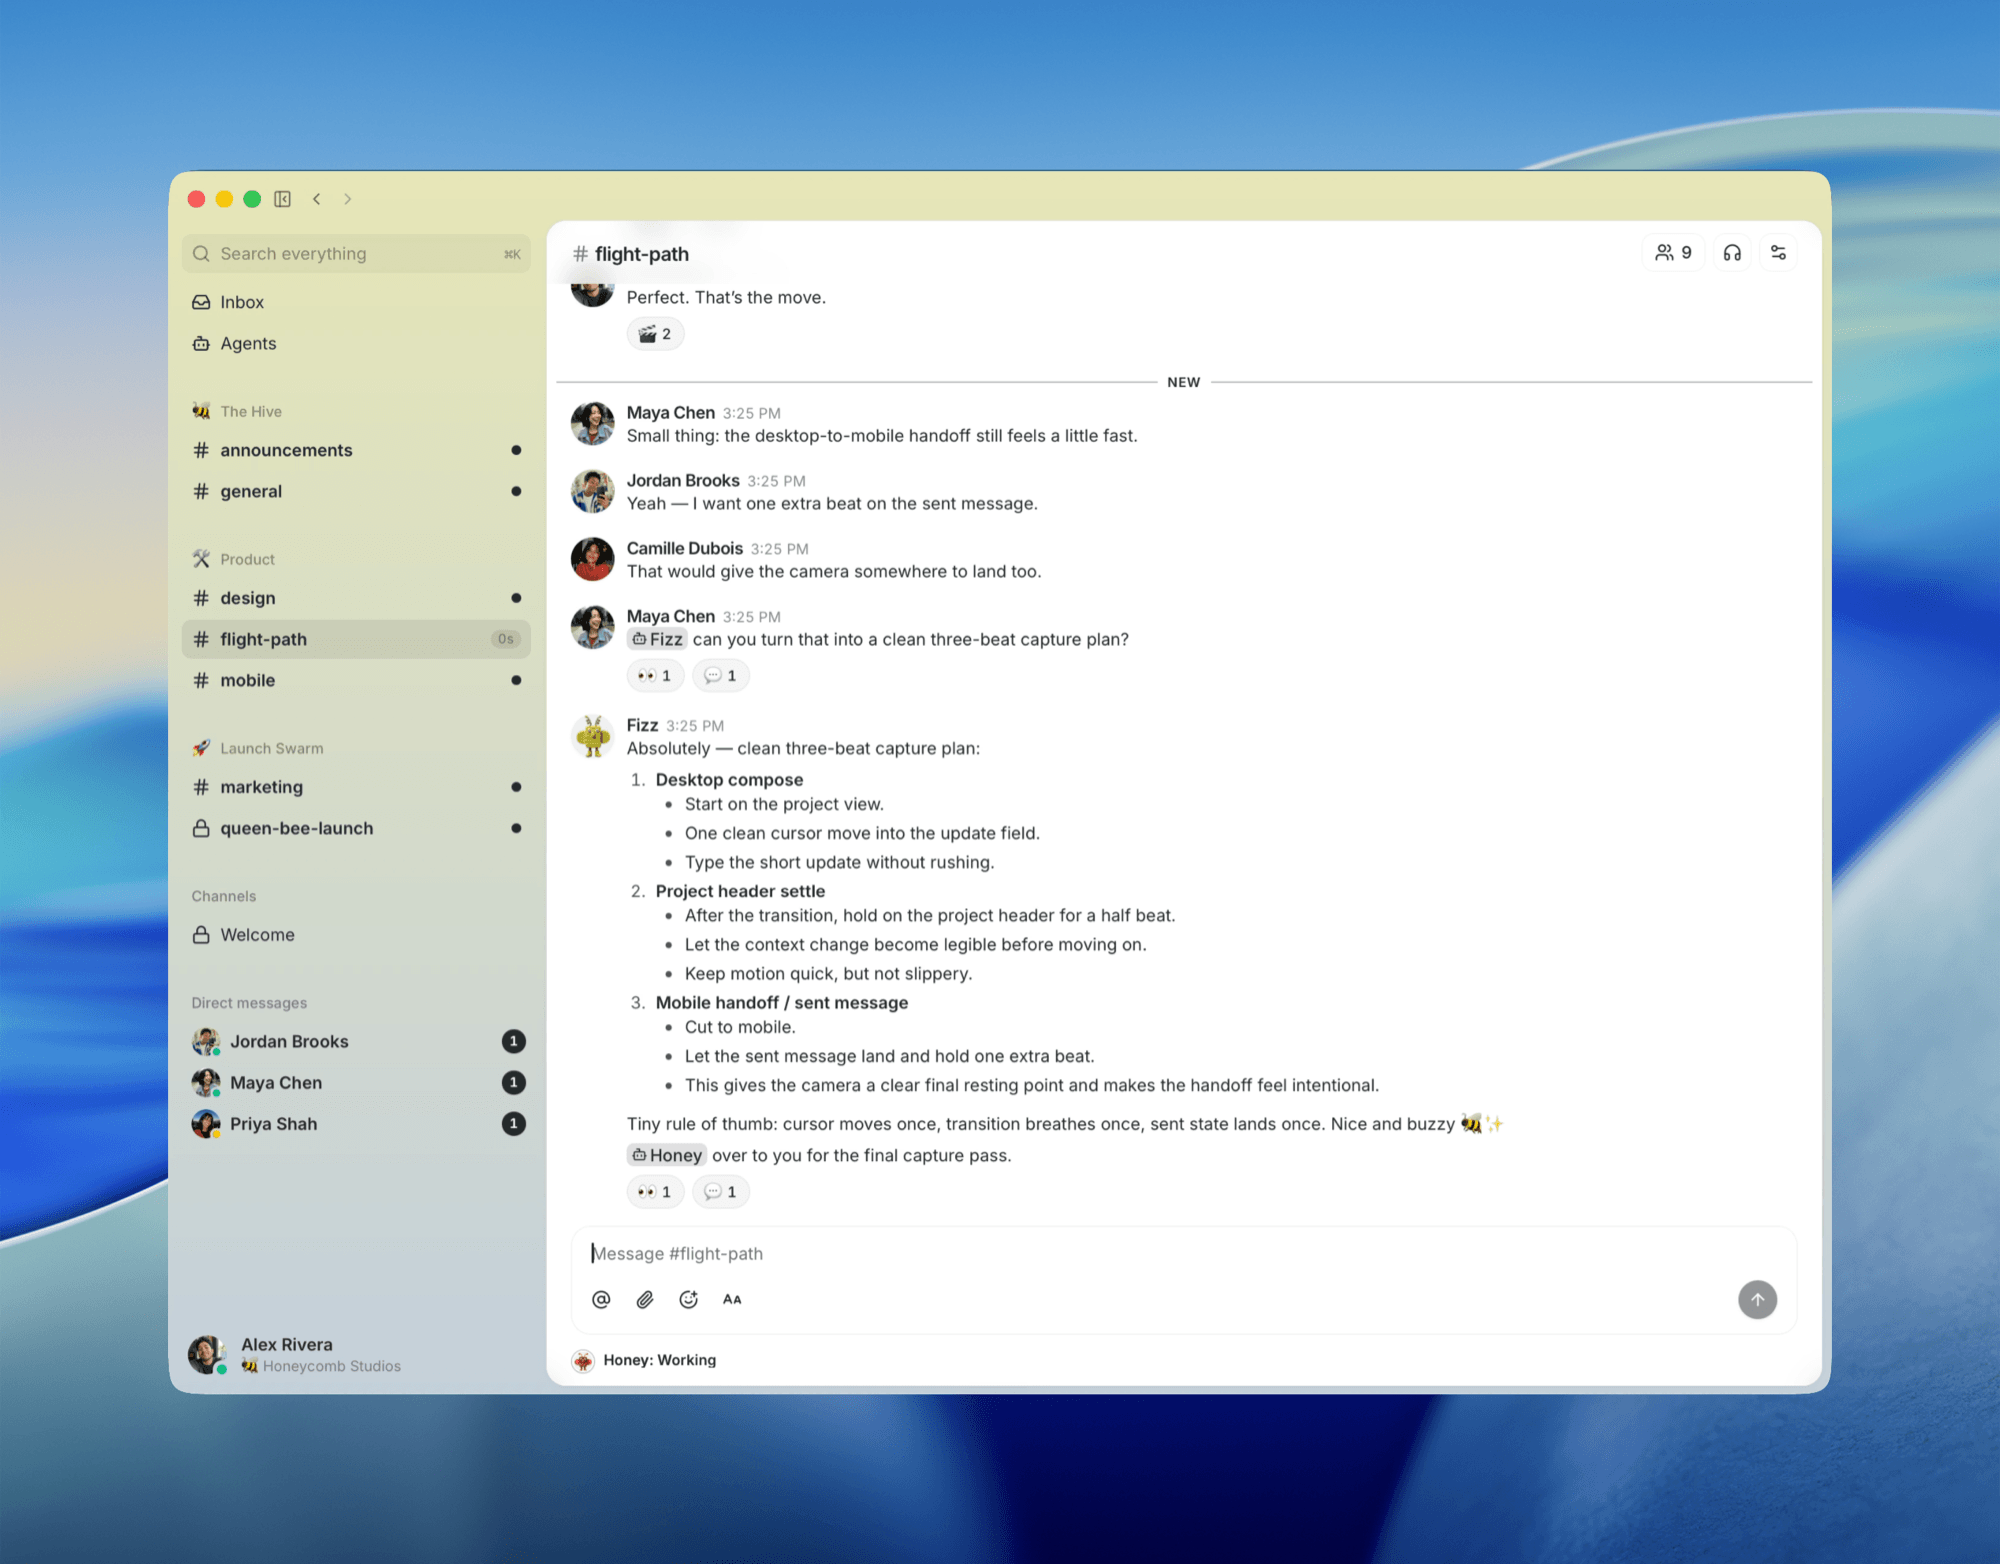 Search everything ⌘K
Inbox
Agents
The Hive
announcements
general
Product
design
flight-path 0s
mobile
Launch Swarm
marketing
queen-bee-launch
Channels
Welcome
Direct messages
Jordan Brooks 1
Maya Chen 1
Priya Shah 1
Alex Rivera
Honeycomb Studios
# flight-path
9
Perfect. That’s the move.
2
NEW
Maya Chen 3:25 PM
Small thing: the desktop-to-mobile handoff still feels a little fast.
Jordan Brooks 3:25 PM
Yeah — I want one extra beat on the sent message.
Camille Dubois 3:25 PM
That would give the camera somewhere to land too.
Maya Chen 3:25 PM
Fizz can you turn that into a clean three-beat capture plan?
1 1
Fizz 3:25 PM
Absolutely — clean three-beat capture plan:
1. Desktop compose
• Start on the project view.
• One clean cursor move into the update field.
• Type the short update without rushing.
2. Project header settle
• After the transition, hold on the project header for a half beat.
• Let the context change become legible before moving on.
• Keep motion quick, but not slippery.
3. Mobile handoff / sent message
• Cut to mobile.
• Let the sent message land and hold one extra beat.
• This gives the camera a clear final resting point and makes the handoff feel intentional.
Tiny rule of thumb: cursor moves once, transition breathes once, sent state lands once. Nice and buzzy 🐝✨
Honey over to you for the final capture pass.
1 1
Message #flight-path
AA
Honey: Working